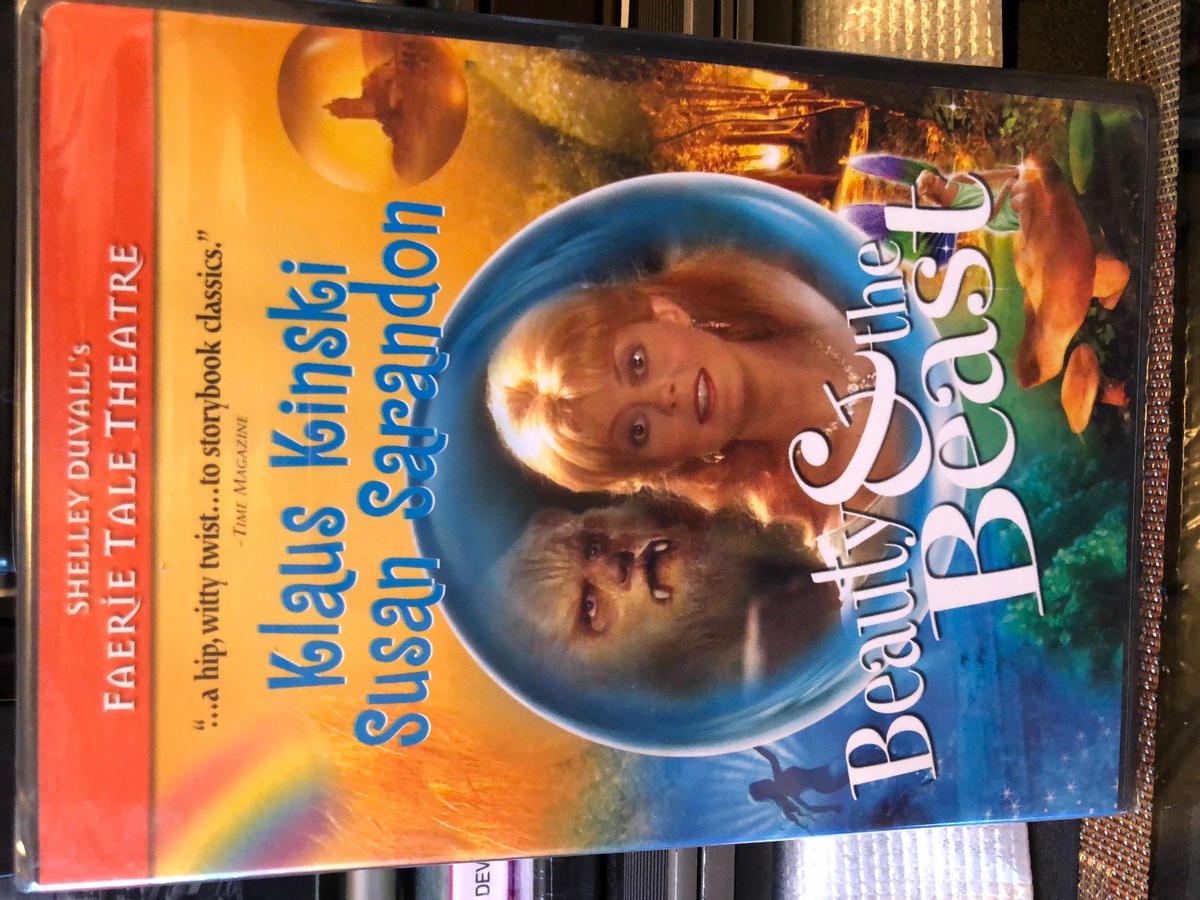 SHELLEY DUVALL's
FAERIE TALE THEATRE
“...a hip, witty twist...to storybook classics.”
-TIME MAGAZINE
Klaus Kinski
Susan Sarandon
Beauty & the
Beast
DEV